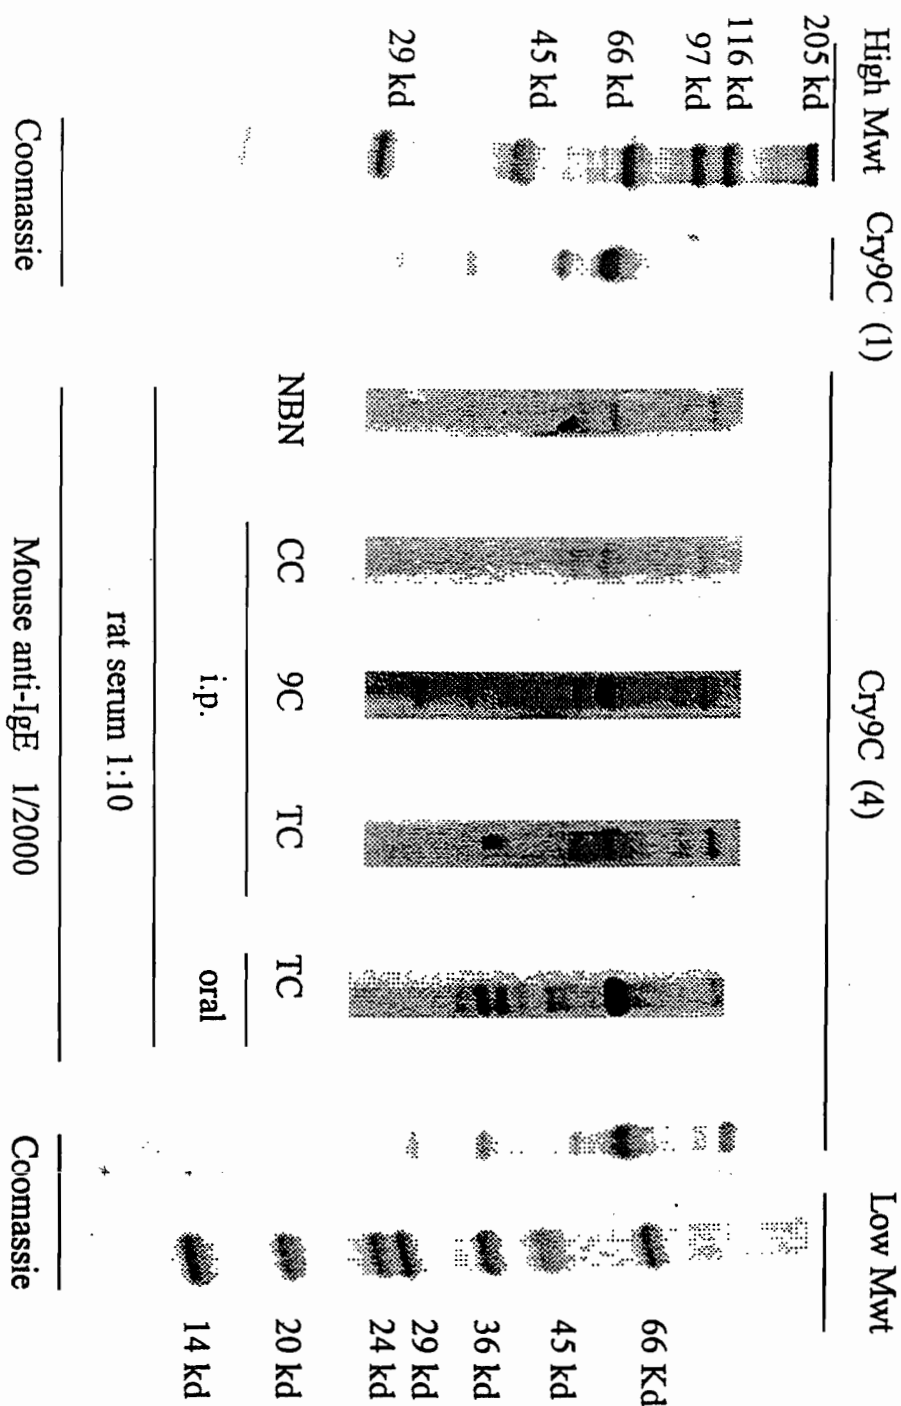 High Mwt
Cry9C (1)
Cry9C (4)
Low Mwt
205 kd
116 kd
97 kd
66 kd
45 kd
29 kd
66 Kd
45 kd
36 kd
29 kd
24 kd
20 kd
14 kd
NBN
CC
9C
TC
TC
i.p.
oral
rat serum 1:10
Coomassie
Mouse anti-IgE 1/2000
Coomassie